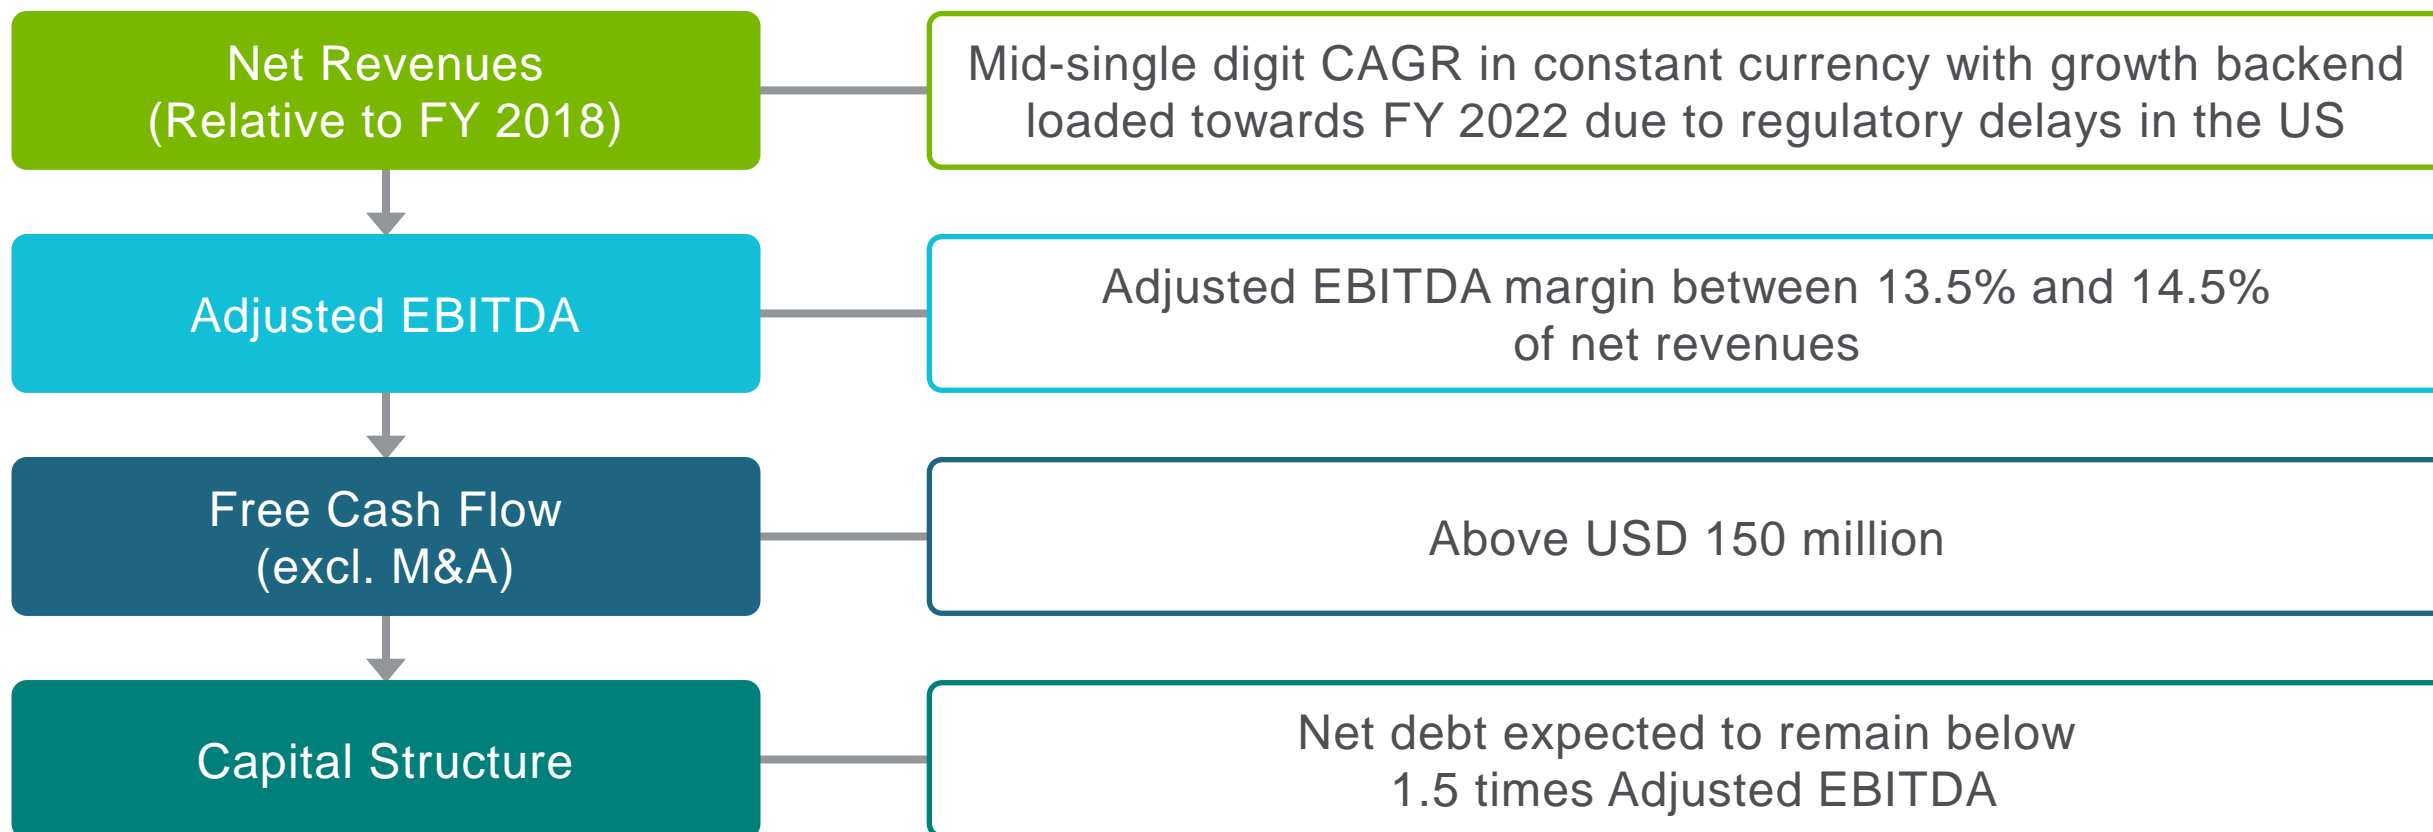 Net Revenues
(Relative to FY 2018)
Mid-single digit CAGR in constant currency with growth backend
loaded towards FY 2022 due to regulatory delays in the US
Adjusted EBITDA
Adjusted EBITDA margin between 13.5% and 14.5%
of net revenues
Free Cash Flow
(excl. M&A)
Above USD 150 million
Capital Structure
Net debt expected to remain below
1.5 times Adjusted EBITDA